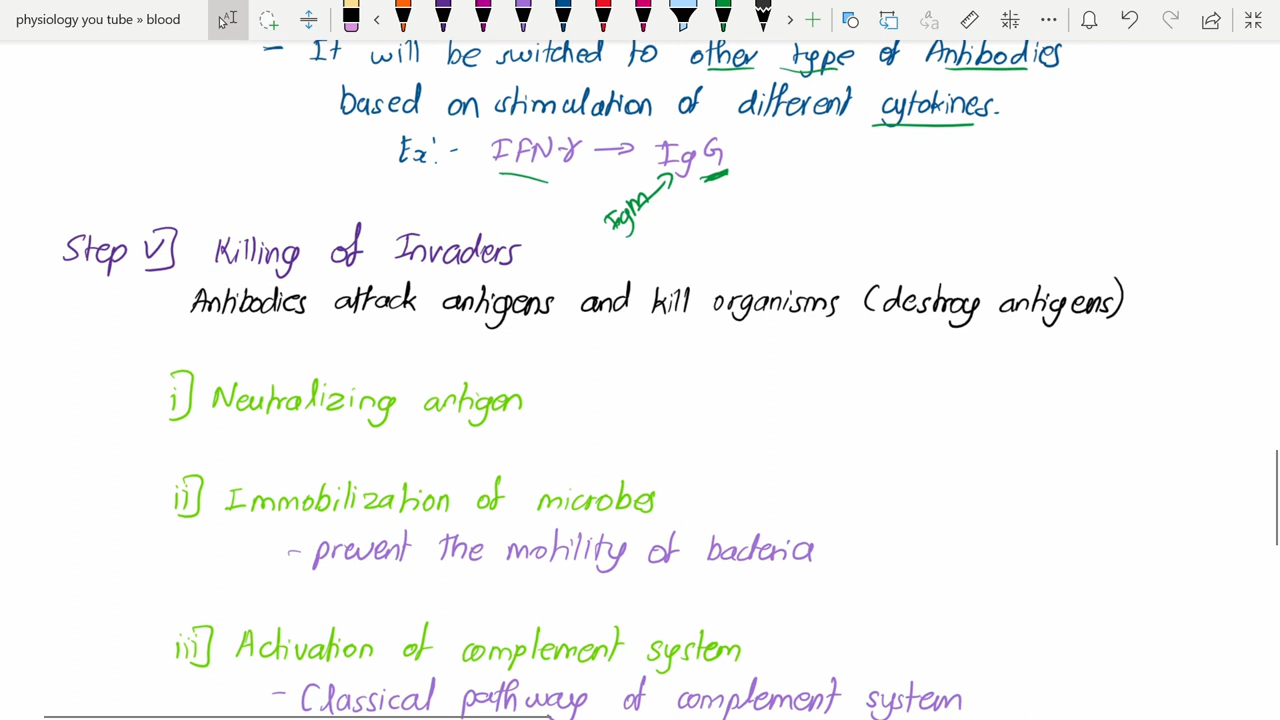 physiology you tube » blood
- It will be switched to other type of Antibodies
based on stimulation of different cytokines.
Ex:- IFN-γ → IgG
IgM
Step V] Killing of Invaders
Antibodies attack antigens and kill organisms (destroy antigens)
i] Neutralizing antigen
ii] Immobilization of microbes
- prevent the motility of bacteria
iii] Activation of complement system
- Classical pathway of complement system